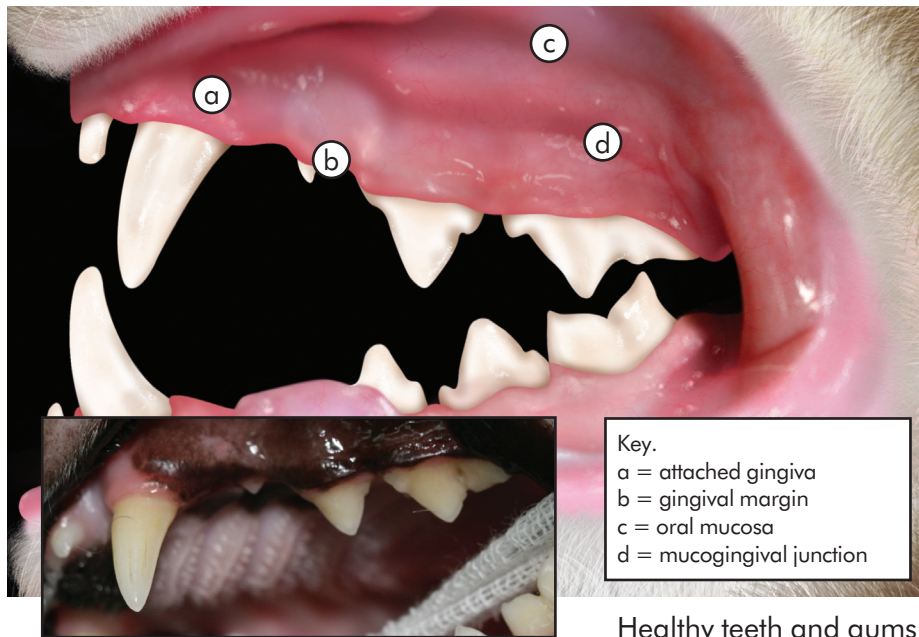 c
a
d
b
Key.
a = attached gingiva
b = gingival margin
c = oral mucosa
d = mucogingival junction
Healthy teeth and gums